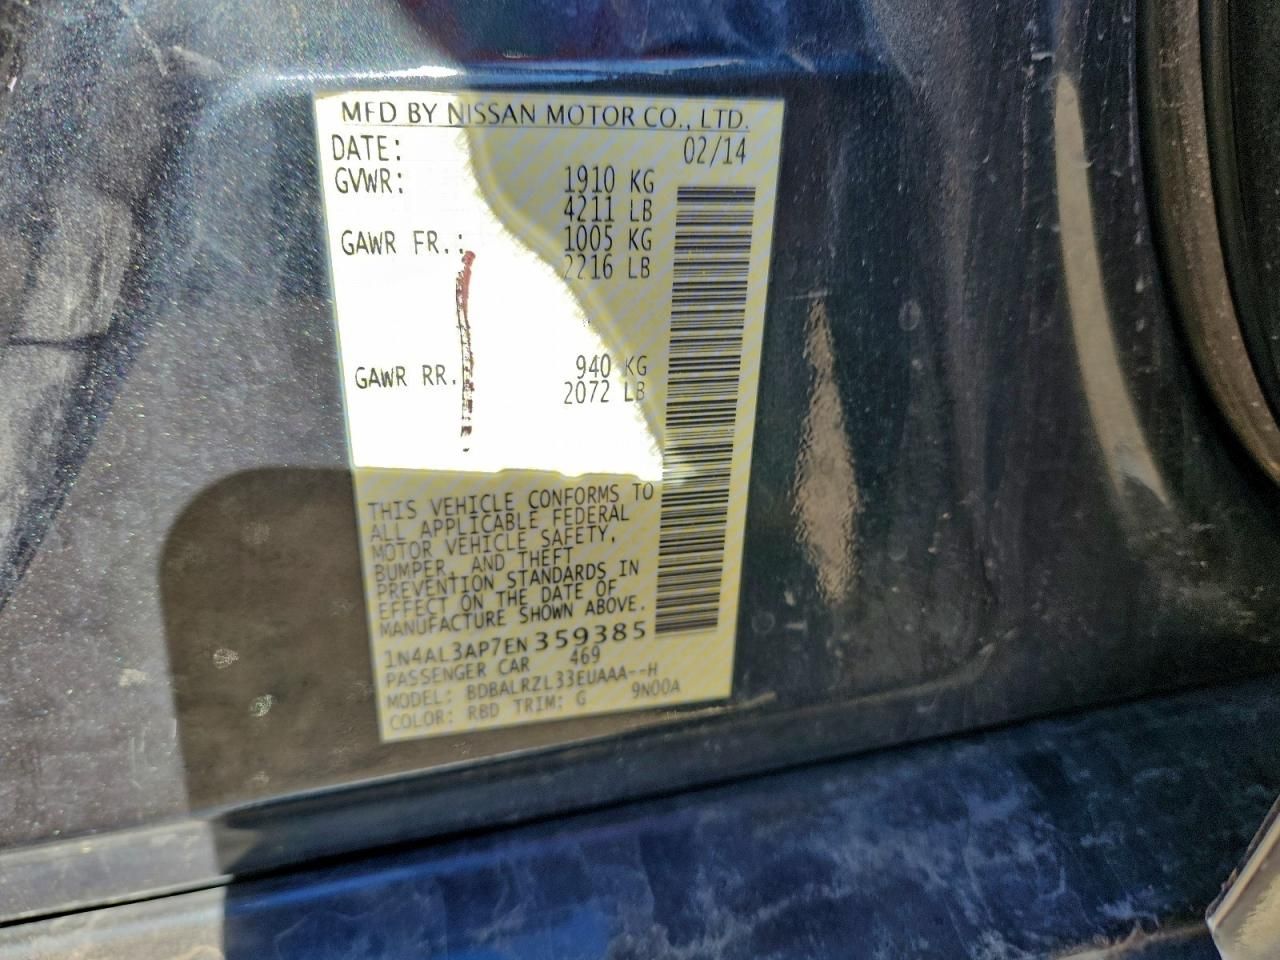 MFD BY NISSAN MOTOR CO., LTD.
DATE: 02/14
GVWR: 1910 KG
4211 LB
GAWR FR.: 1005 KG
2216 LB
GAWR RR. 940 KG
2072 LB
THIS VEHICLE CONFORMS TO
ALL APPLICABLE FEDERAL
MOTOR VEHICLE SAFETY,
BUMPER, AND THEFT
PREVENTION STANDARDS IN
EFFECT ON THE DATE OF
MANUFACTURE SHOWN ABOVE.
1N4AL3AP7EN359385
PASSENGER CAR 469
MODEL: BDBALRZL33EUAAA--H
COLOR: RBD TRIM: G 9N00A